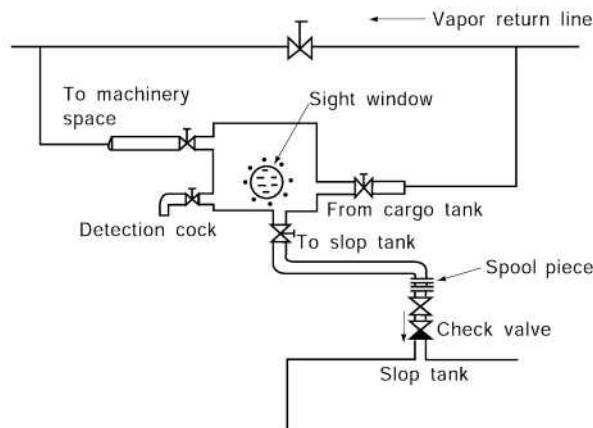 Vapor return line
To machinery
space
Sight window
From cargo tank
Detection cock
To slop tank
Spool piece
Check valve
Slop tank